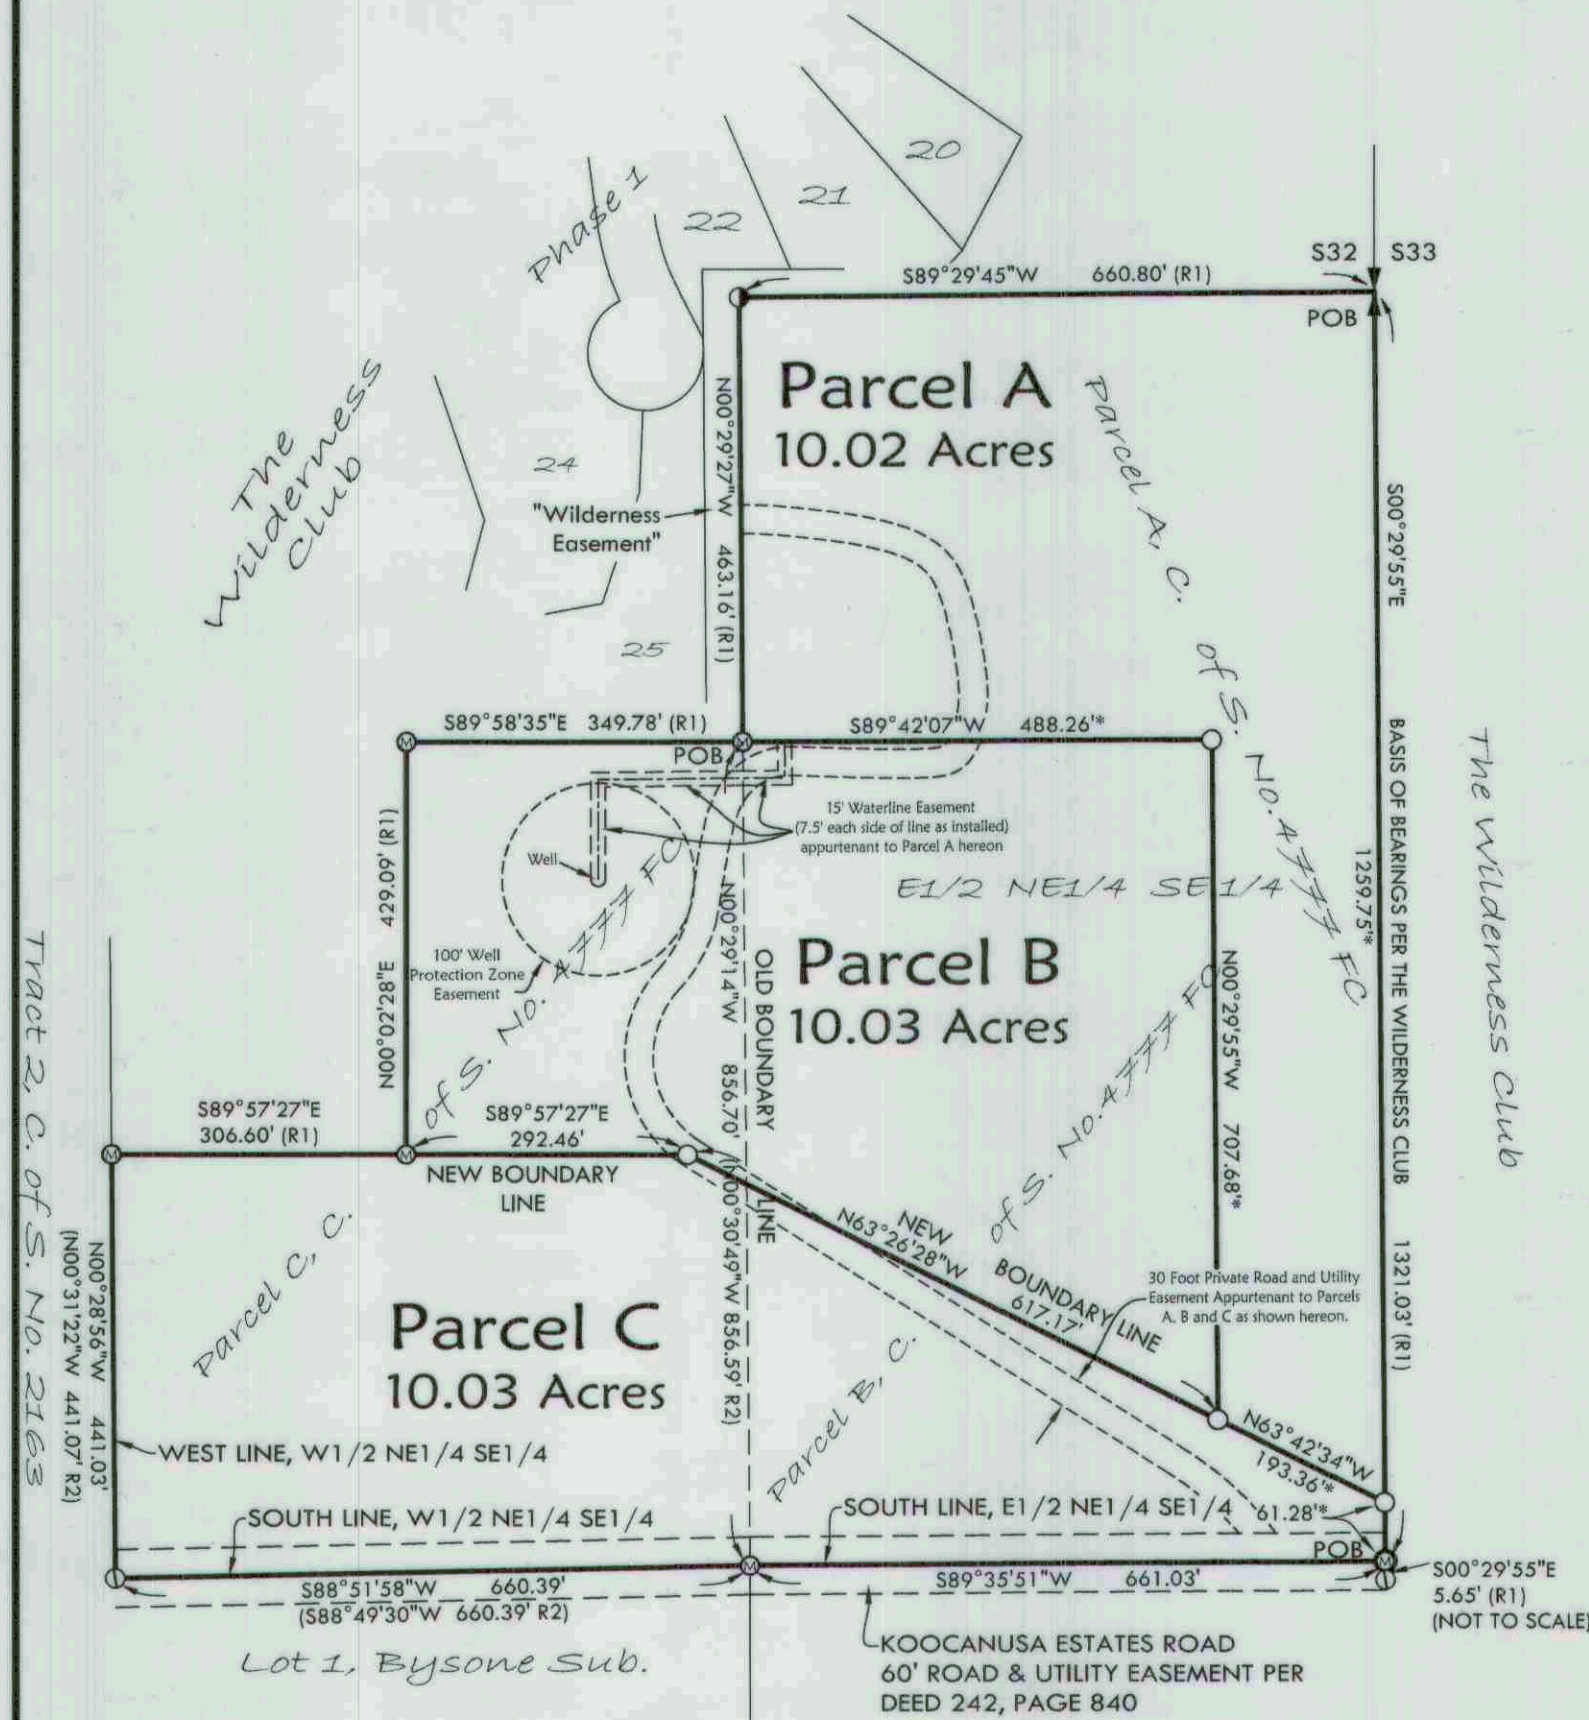 20
21
22
Phase 1
S32 S33
S89°29'45"W 660.80' (R1)
POB
Parcel A
10.02 Acres
Parcel A, C. of S. No. 4777 FC
The
Wilderness
Club
24
"Wilderness
Easement"
N00°29'27"W 463.16' (R1)
S00°29'55"E
25
S89°58'35"E 349.78' (R1)
S89°42'07"W 488.26'*
POB
15' Waterline Easement
(7.5' each side of line as installed)
appurtenant to Parcel A hereon
Well
E1/2 NE1/4 SE1/4
N00°02'28"E 429.09' (R1)
100' Well
Protection Zone
Easement
Parcel B
10.03 Acres
N00°29'14"W 856.70'
(N00°30'49"W 856.59' R2)
OLD BOUNDARY LINE
N00°29'55"W 707.68'*
1259.75'*
BASIS OF BEARINGS PER THE WILDERNESS CLUB
1321.03' (R1)
The Wilderness Club
Tract 2, C. of S. No. 2163
S89°57'27"E
306.60' (R1)
S89°57'27"E
292.46'
NEW BOUNDARY
LINE
N63°26'28"W
617.17'
NEW BOUNDARY LINE
30 Foot Private Road and Utility
Easement Appurtenant to Parcels
A, B and C as shown hereon.
Parcel C, C. of S. No. 4777 FC
Parcel B, C. of S. No. 4777 FC
Parcel C
10.03 Acres
N00°28'56"W 441.03'
(N00°31'22"W 441.07' R2)
WEST LINE, W1/2 NE1/4 SE1/4
N63°42'34"W
193.36'*
SOUTH LINE, W1/2 NE1/4 SE1/4
SOUTH LINE, E1/2 NE1/4 SE1/4
61.28'*
POB
S88°51'58"W 660.39'
(S88°49'30"W 660.39' R2)
S89°35'51"W 661.03'
S00°29'55"E
5.65' (R1)
(NOT TO SCALE)
Lot 1, Bysone Sub.
KOOCANUSA ESTATES ROAD
60' ROAD & UTILITY EASEMENT PER
DEED 242, PAGE 840
M
M
M
M
M
M